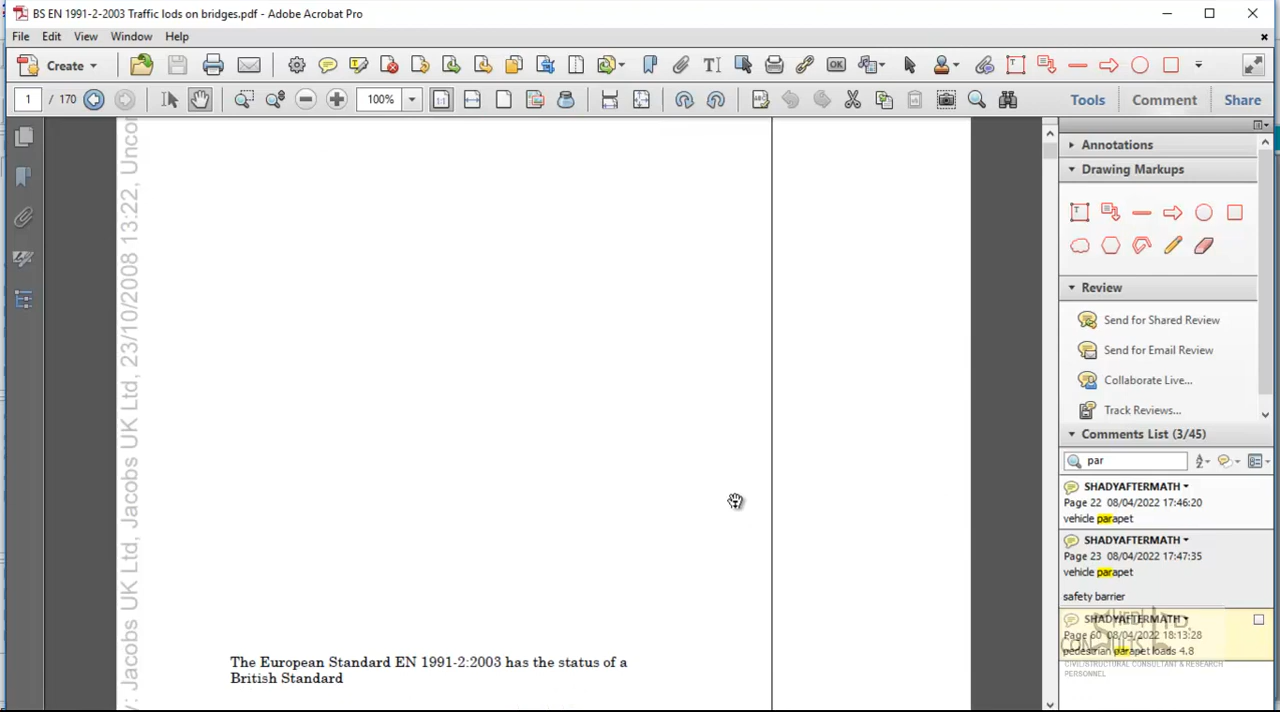 BS EN 1991-2-2003 Traffic lods on bridges.pdf - Adobe Acrobat Pro
File Edit View Window Help
Create
1 / 170 100% Tools Comment Share
y: Jacobs UK Ltd, Jacobs UK Ltd, 23/10/2008 13:22, Uncon
The European Standard EN 1991-2:2003 has the status of a
British Standard
Annotations
Drawing Markups
T
Review
Send for Shared Review
Send for Email Review
Collaborate Live...
Track Reviews...
Comments List (3/45)
par
SHADYAFTERMATH
Page 22 08/04/2022 17:46:20
vehicle parapet
SHADYAFTERMATH
Page 23 08/04/2022 17:47:35
vehicle parapet
safety barrier
SHADYAFTERMATH
Page 60 08/04/2022 18:13:28
pedestrian parapet loads 4.8
CIVIL/STRUCTURAL CONSULTANT & RESEARCH
PERSONNEL